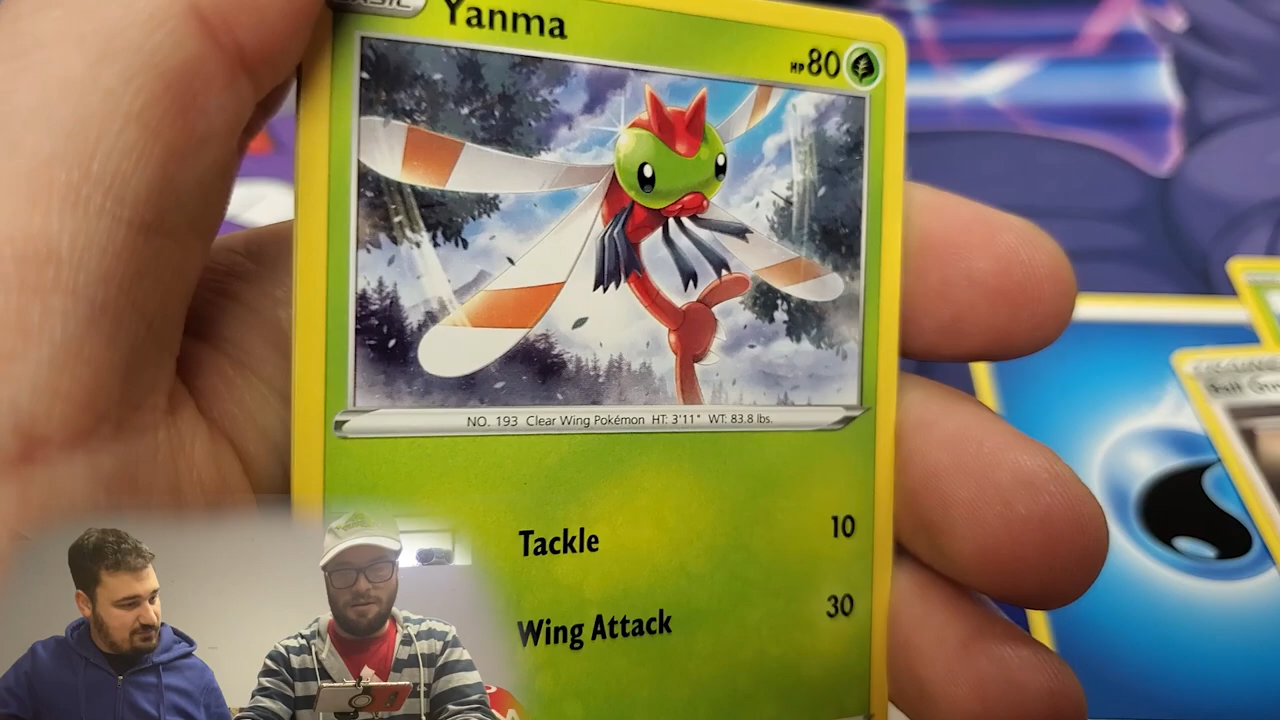 BASIC
Yanma
HP 80
NO. 193 Clear Wing Pokémon HT: 3'11" WT: 83.8 lbs.
Tackle 10
Wing Attack 30